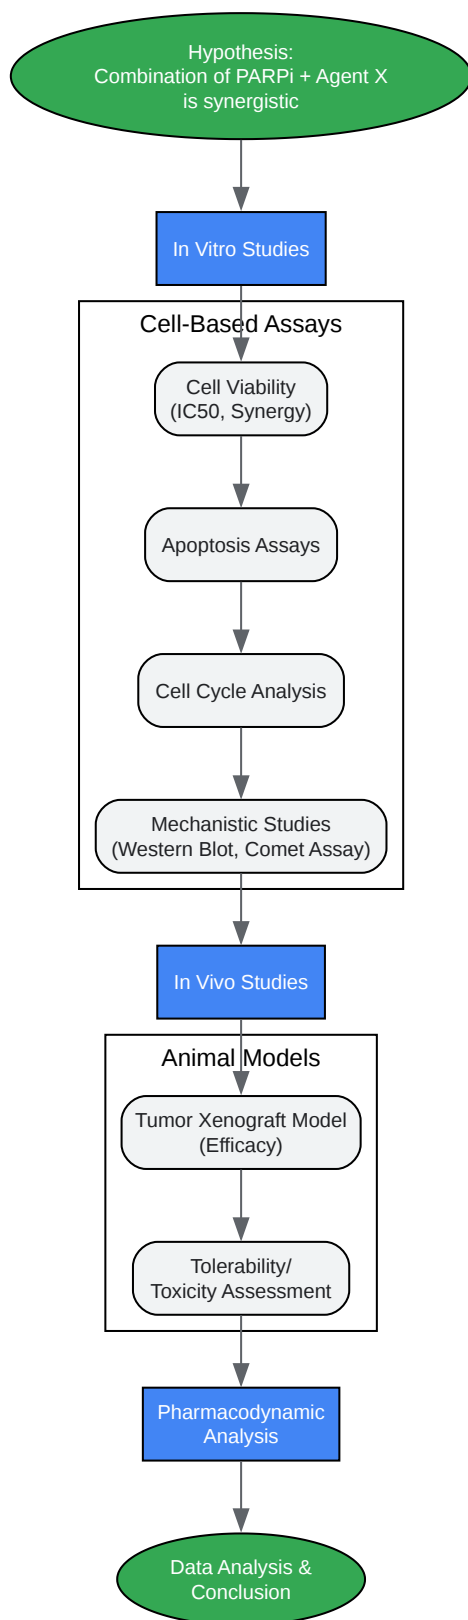 Hypothesis:
Combination of PARPi + Agent X
is synergistic
In Vitro Studies
Cell-Based Assays
Cell Viability
(IC50, Synergy)
Apoptosis Assays
Cell Cycle Analysis
Mechanistic Studies
(Western Blot, Comet Assay)
In Vivo Studies
Animal Models
Tumor Xenograft Model
(Efficacy)
Tolerability/
Toxicity Assessment
Pharmacodynamic
Analysis
Data Analysis &
Conclusion